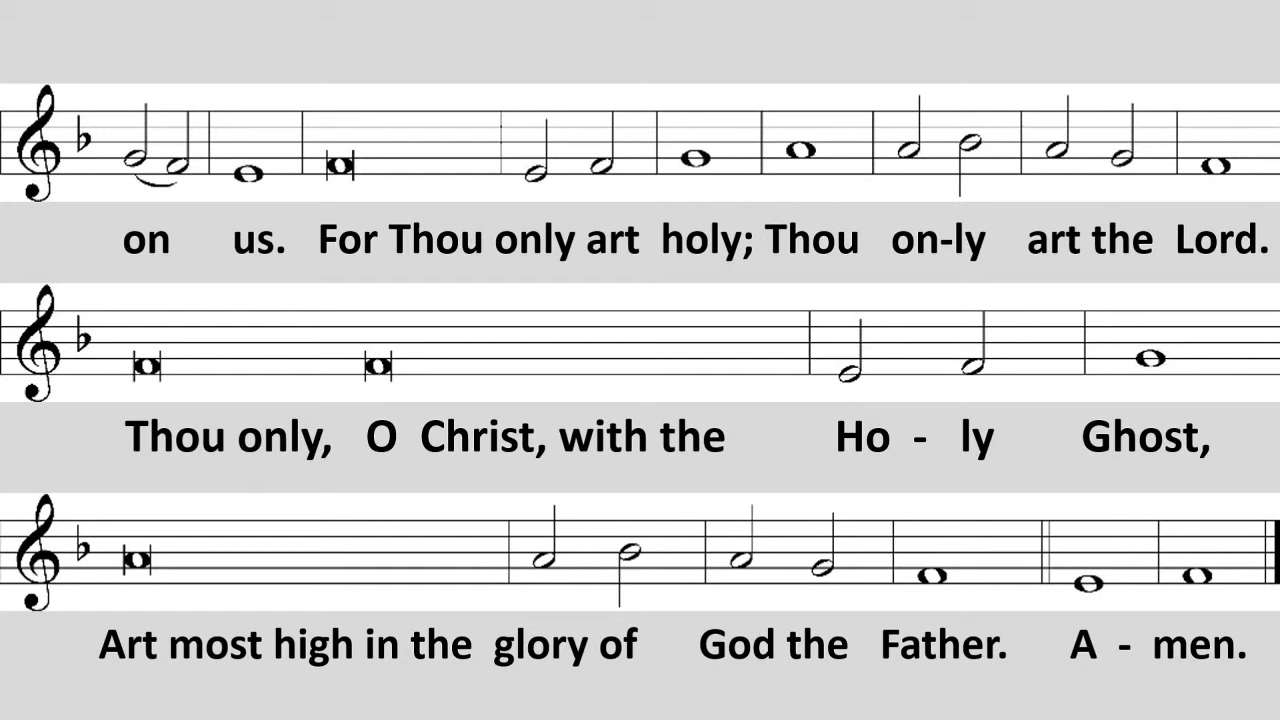 on us. For Thou only art holy; Thou on-ly art the Lord.
Thou only, O Christ, with the Ho - ly Ghost,
Art most high in the glory of God the Father. A - men.